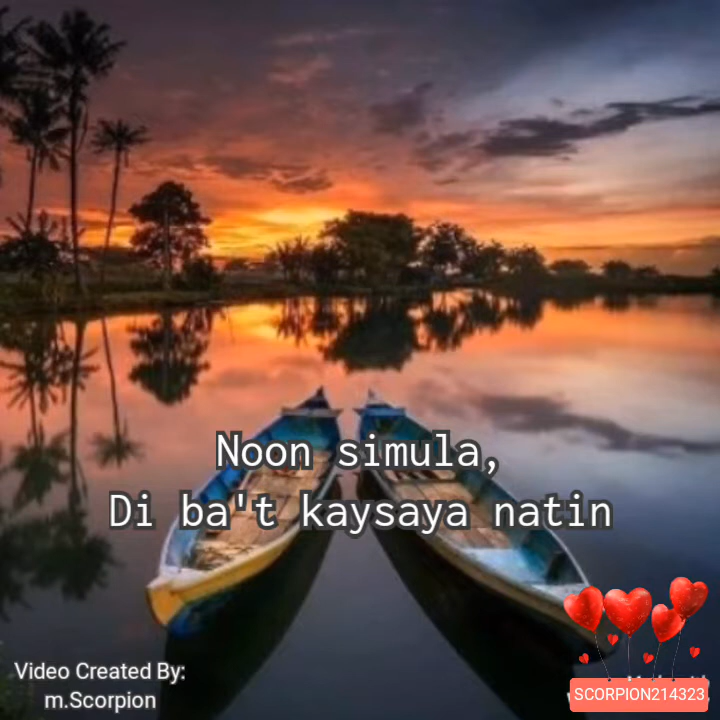 Noon simula,
Di ba't kaysaya natin
Video Created By:
m.Scorpion
SCORPION214323